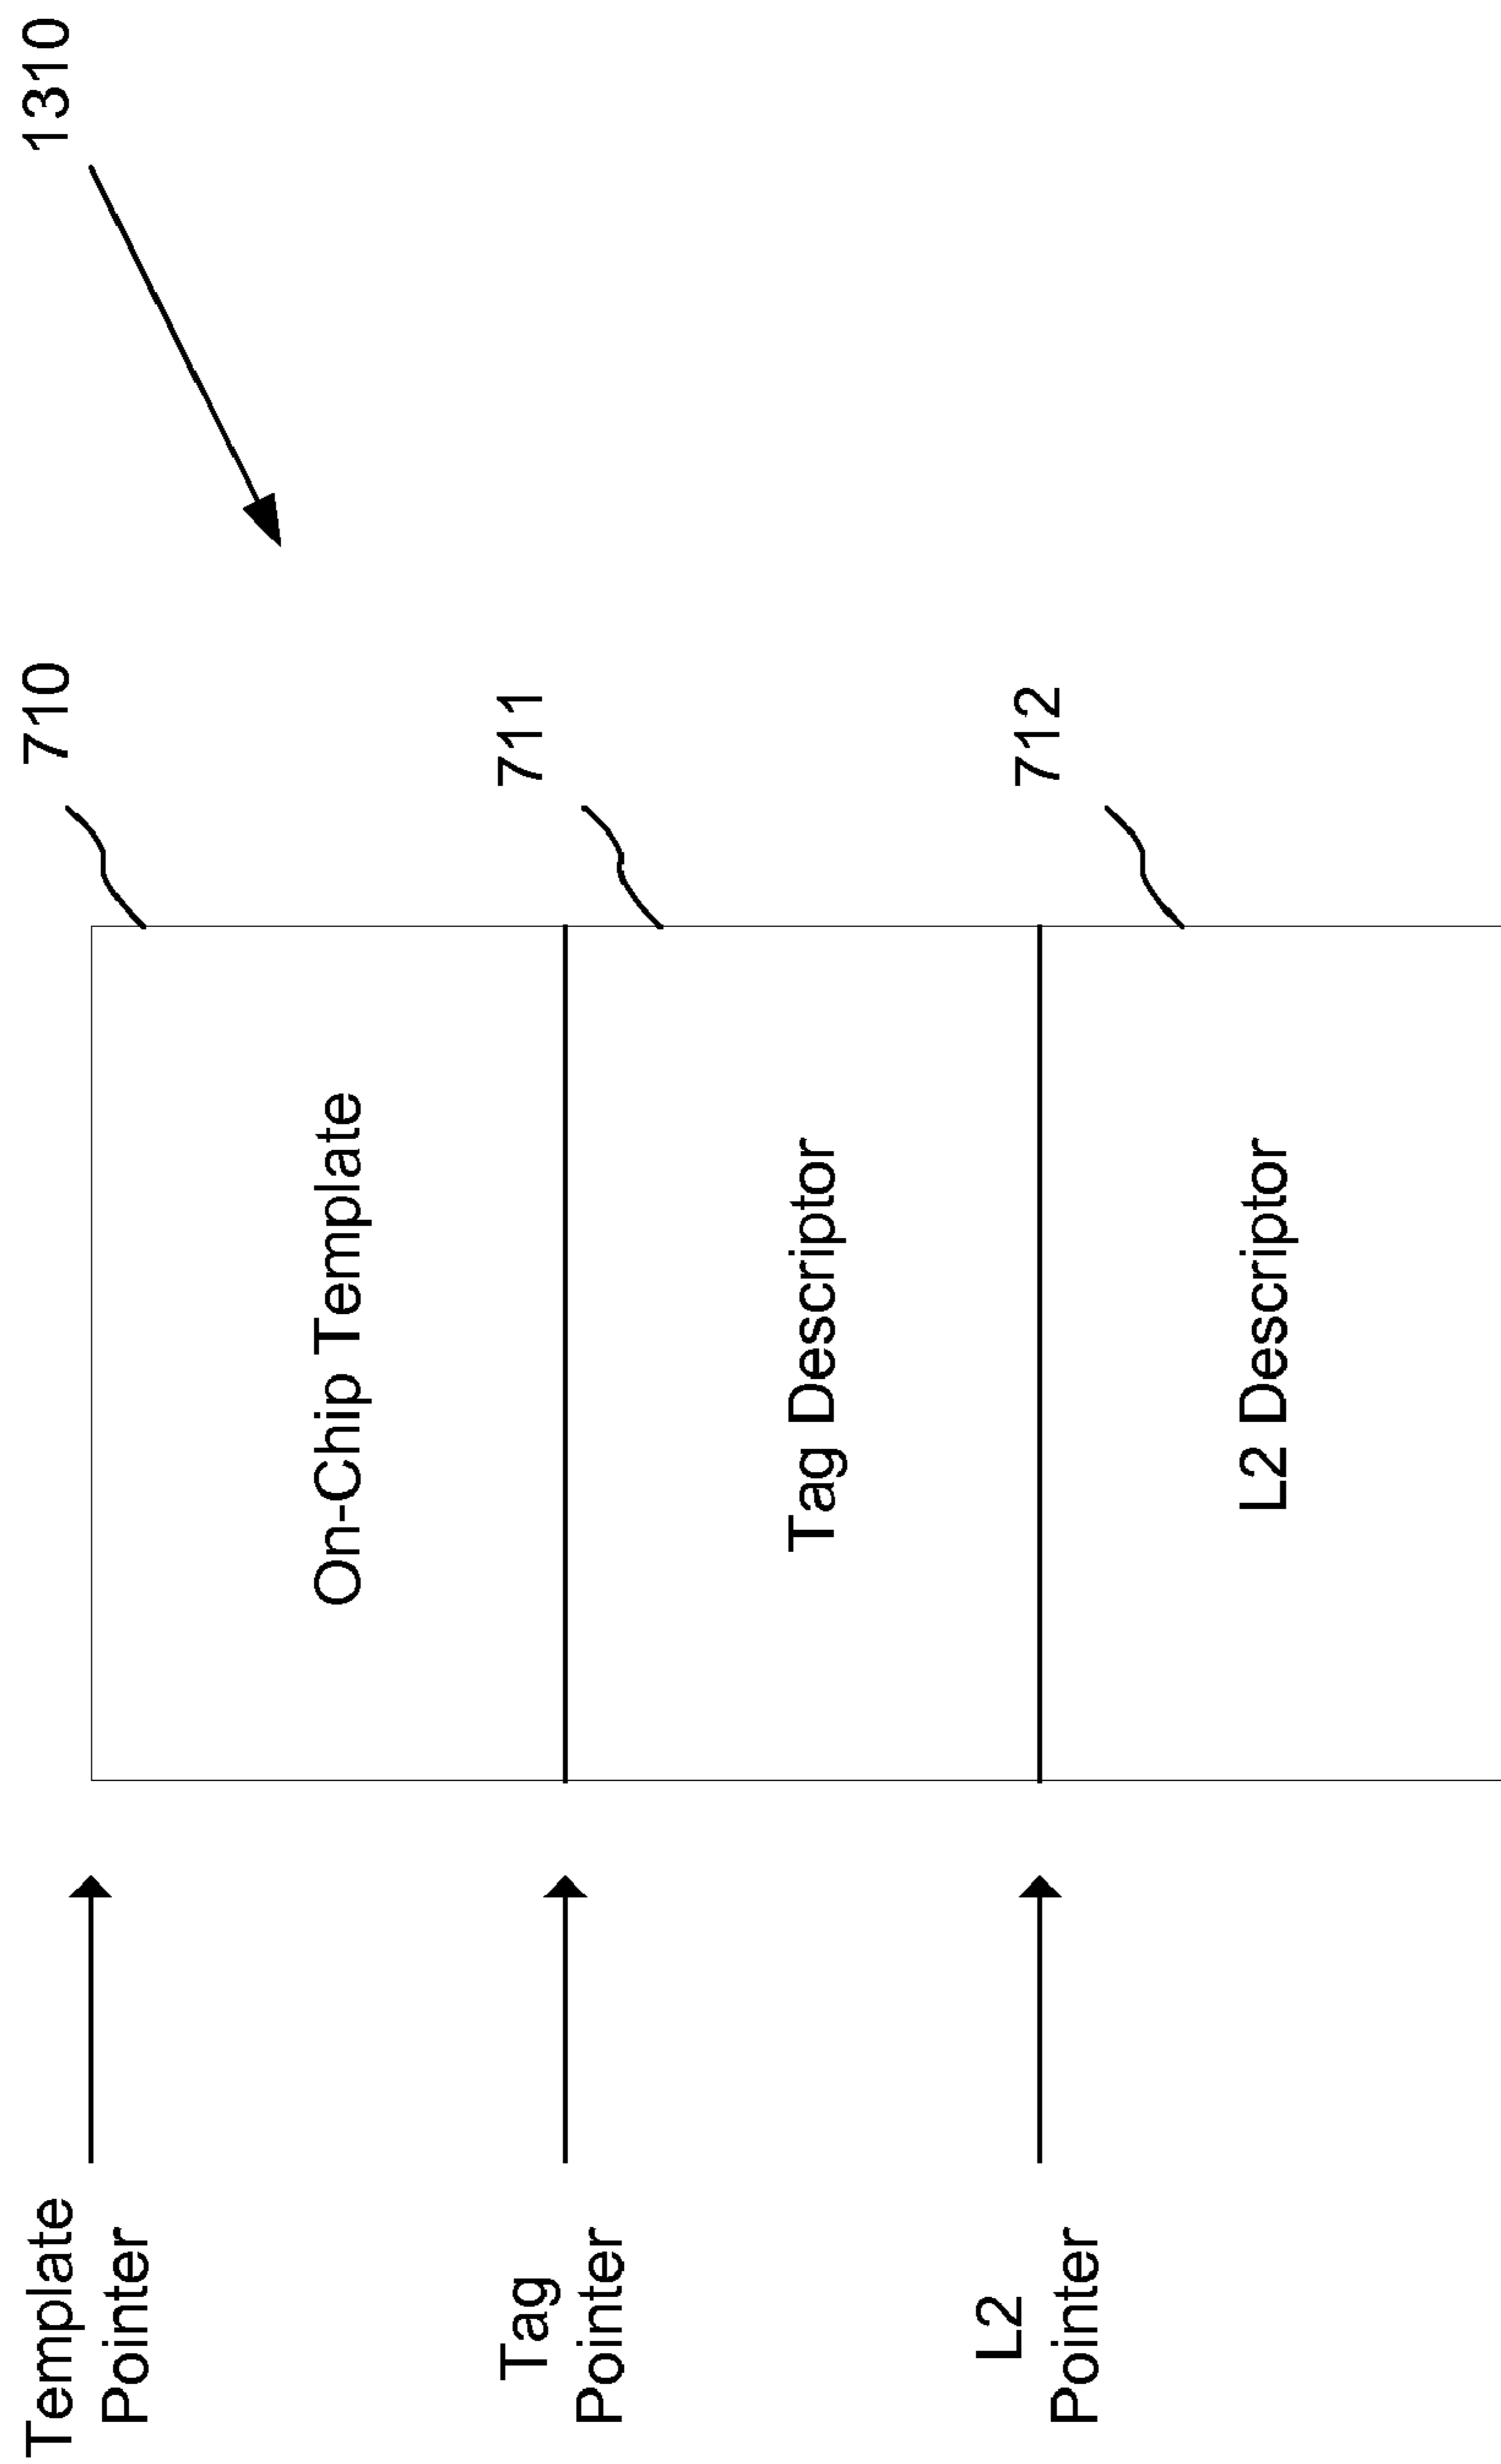 1310
Template
Pointer
On-Chip Template
710
Tag
Pointer
Tag Descriptor
711
L2
Pointer
L2 Descriptor
712